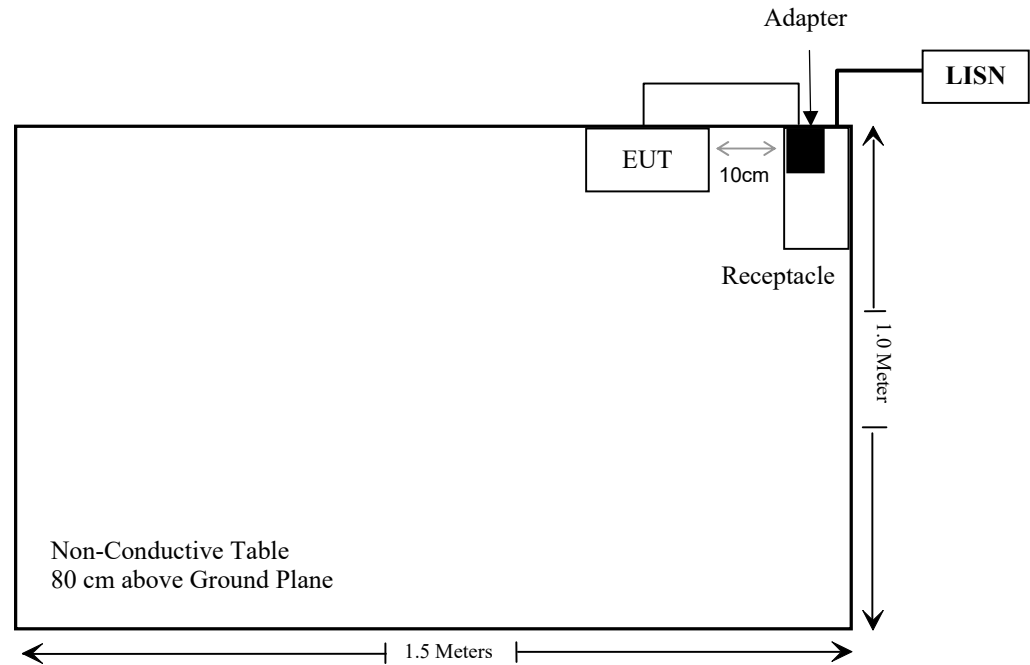 Adapter
LISN
EUT
10cm
Receptacle
1.0 Meter
Non-Conductive Table
80 cm above Ground Plane
1.5 Meters